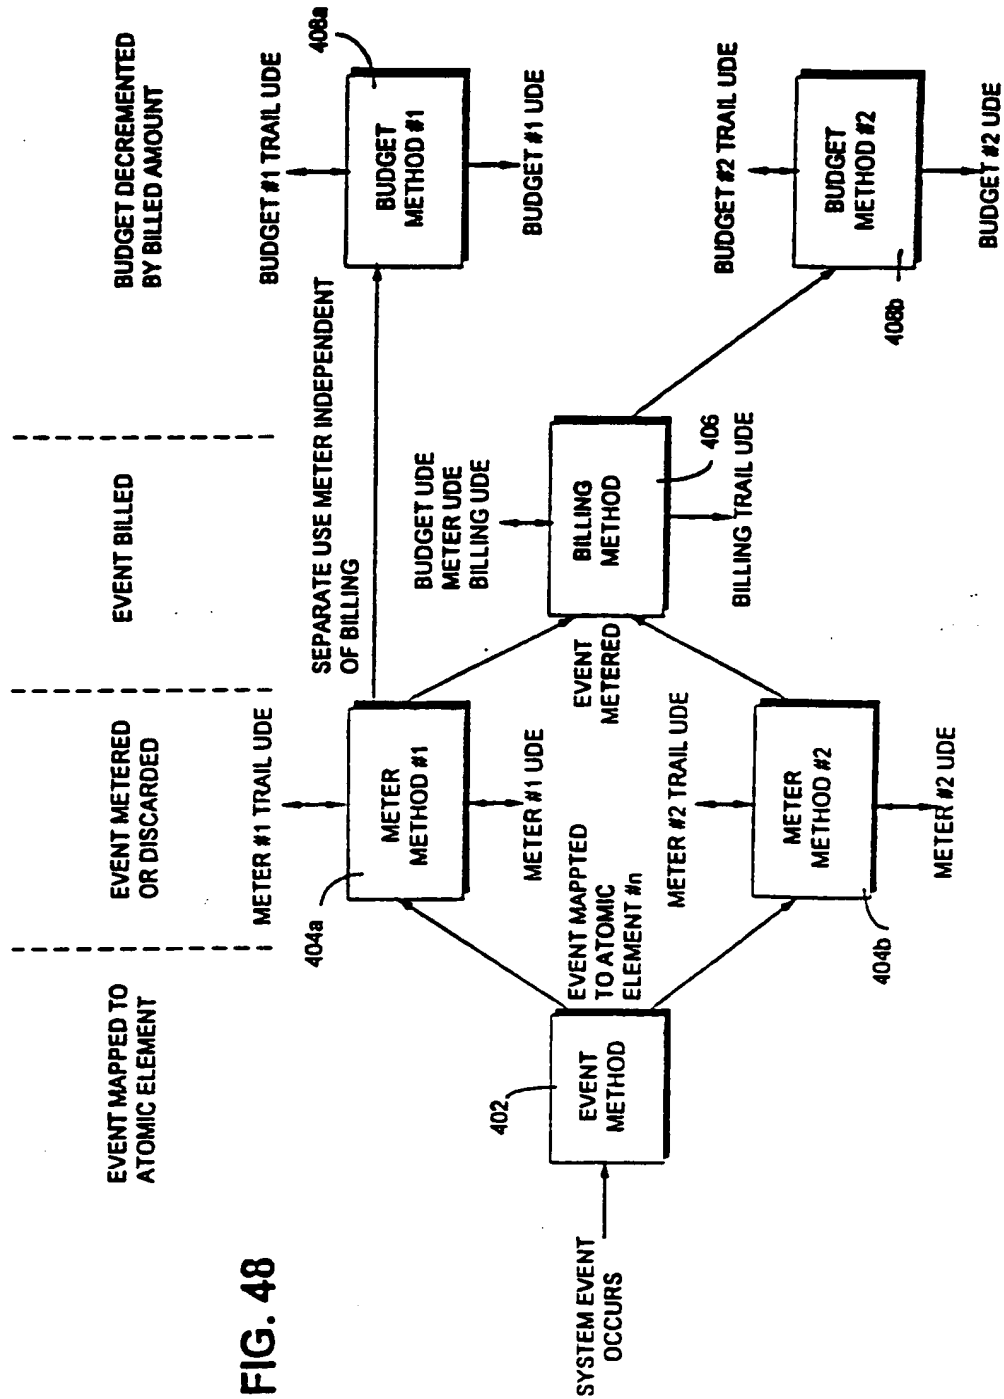 FIG. 48
EVENT MAPPED TO
ATOMIC ELEMENT
EVENT METERED
OR DISCARDED
EVENT BILLED
BUDGET DECREMENTED
BY BILLED AMOUNT
SYSTEM EVENT
OCCURS
402
EVENT
METHOD
EVENT MAPPTED
TO ATOMIC
ELEMENT #n
METER #1 TRAIL UDE
404a
METER
METHOD #1
METER #1 UDE
METER #2 TRAIL UDE
METER
METHOD #2
404b
METER #2 UDE
SEPARATE USE METER INDEPENDENT
OF BILLING
EVENT
METERED
BUDGET UDE
METER UDE
BILLING UDE
BILLING
METHOD
406
BILLING TRAIL UDE
BUDGET #1 TRAIL UDE
408a
BUDGET
METHOD #1
BUDGET #1 UDE
BUDGET #2 TRAIL UDE
BUDGET
METHOD #2
408b
BUDGET #2 UDE